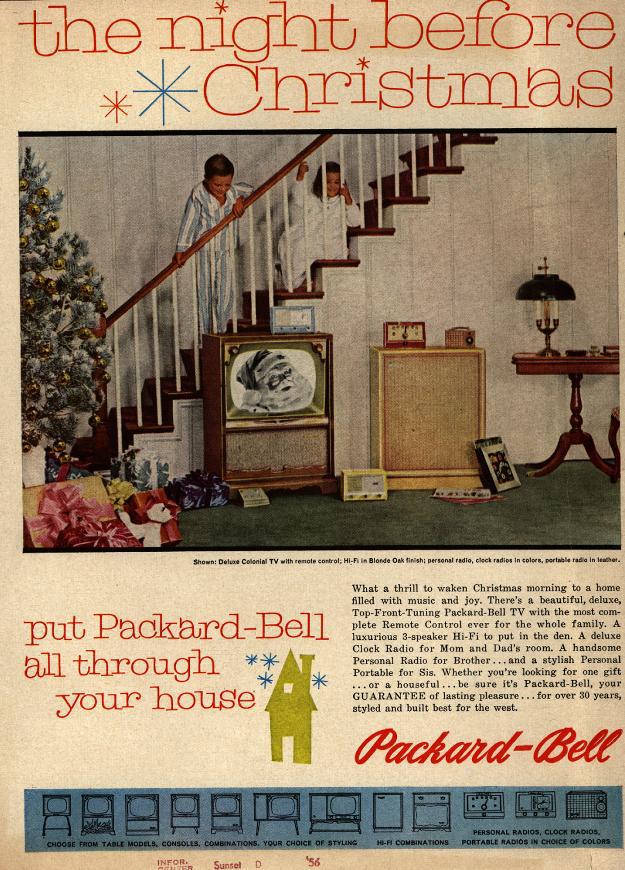 the night before
Christmas
Shown: Deluxe Colonial TV with remote control; Hi-Fi in Blonde Oak finish; personal radio, clock radios in colors, portable radio in leather.
put Packard-Bell
all through
your house
What a thrill to waken Christmas morning to a home
filled with music and joy. There's a beautiful, deluxe,
Top-Front-Tuning Packard-Bell TV with the most com-
plete Remote Control ever for the whole family. A
luxurious 3-speaker Hi-Fi to put in the den. A deluxe
Clock Radio for Mom and Dad's room. A handsome
Personal Radio for Brother...and a stylish Personal
Portable for Sis. Whether you're looking for one gift
...or a houseful...be sure it's Packard-Bell, your
GUARANTEE of lasting pleasure...for over 30 years,
styled and built best for the west.
Packard-Bell
CHOOSE FROM TABLE MODELS, CONSOLES, COMBINATIONS. YOUR CHOICE OF STYLING
HI-FI COMBINATIONS
PERSONAL RADIOS, CLOCK RADIOS,
PORTABLE RADIOS IN CHOICE OF COLORS
INFOR.
CENTER
Sunset D '56